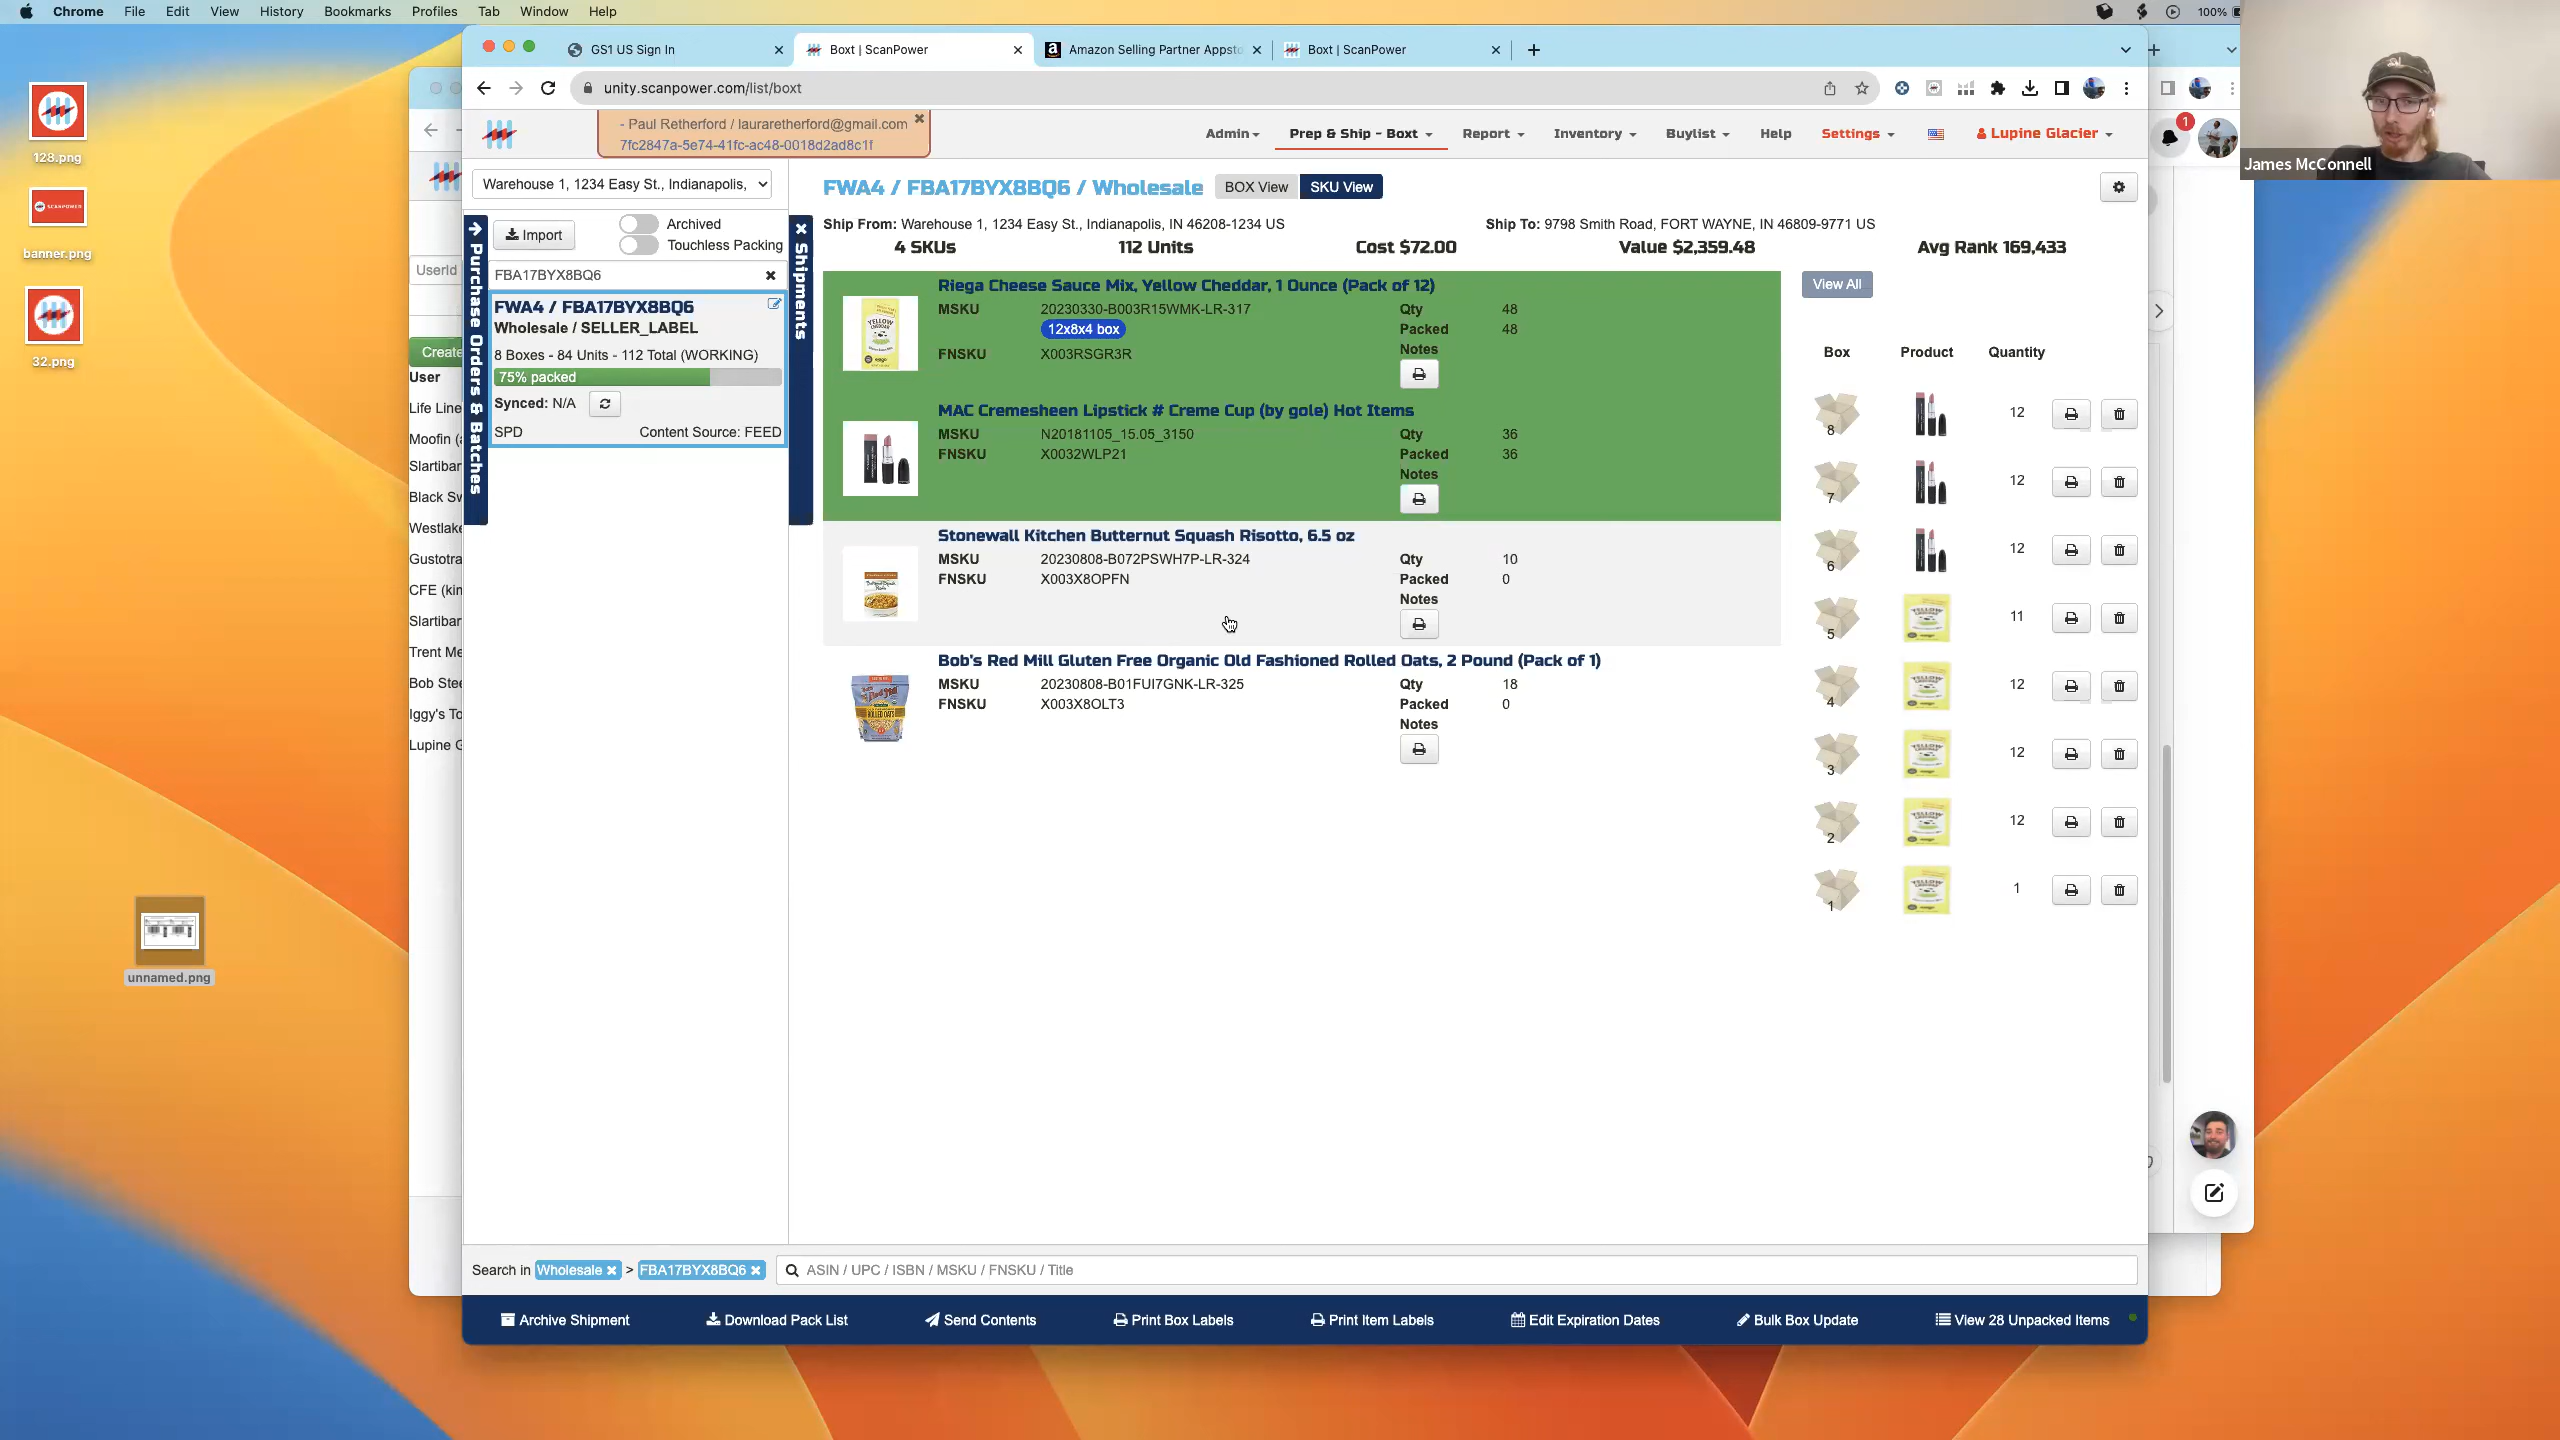 Chrome File Edit View History Bookmarks Profiles Tab Window Help
100%
James McConnell
128.png
banner.png
32.png
unnamed.png
GS1 US Sign In
Boxt | ScanPower
Amazon Selling Partner Appsto
Boxt | ScanPower
unity.scanpower.com/list/boxt
- Paul Retherford / lauraretherford@gmail.com
7fc2847a-5e74-41fc-ac48-0018d2ad8c1f
Admin Prep & Ship - Boxt Report Inventory Buylist Help Settings Lupine Glacier
1
UserId
Create
User
Life Line
Moofin (a
Slartibar
Black Sw
Westlake
Gustotra
CFE (kin
Slartibar
Trent Me
Bob Stee
Iggy's To
Lupine G
Warehouse 1, 1234 Easy St., Indianapolis,
Purchase Orders & Batches
Import
Archived
Touchless Packing
FBA17BYX8BQ6
FWA4 / FBA17BYX8BQ6
Wholesale / SELLER_LABEL
8 Boxes - 84 Units - 112 Total (WORKING)
75% packed
Synced: N/A
SPD Content Source: FEED
Shipments
FWA4 / FBA17BYX8BQ6 / Wholesale BOX View SKU View
Ship From: Warehouse 1, 1234 Easy St., Indianapolis, IN 46208-1234 US Ship To: 9798 Smith Road, FORT WAYNE, IN 46809-9771 US
4 SKUs 112 Units Cost $72.00 Value $2,359.48 Avg Rank 169,433
Riega Cheese Sauce Mix, Yellow Cheddar, 1 Ounce (Pack of 12)
MSKU 20230330-B003R15WMK-LR-317 Qty 48
12x8x4 box Packed 48
Notes
FNSKU X003RSGR3R
MAC Cremesheen Lipstick # Creme Cup (by gole) Hot Items
MSKU N20181105_15.05_3150 Qty 36
FNSKU X0032WLP21 Packed 36
Notes
Stonewall Kitchen Butternut Squash Risotto, 6.5 oz
MSKU 20230808-B072PSWH7P-LR-324 Qty 10
FNSKU X003X8OPFN Packed 0
Notes
Bob's Red Mill Gluten Free Organic Old Fashioned Rolled Oats, 2 Pound (Pack of 1)
MSKU 20230808-B01FUI7GNK-LR-325 Qty 18
FNSKU X003X8OLT3 Packed 0
Notes
View All
Box Product Quantity
8 12
7 12
6 12
5 11
4 12
3 12
2 12
1 1
Search in Wholesale > FBA17BYX8BQ6 ASIN / UPC / ISBN / MSKU / FNSKU / Title
Archive Shipment Download Pack List Send Contents Print Box Labels Print Item Labels Edit Expiration Dates Bulk Box Update View 28 Unpacked Items